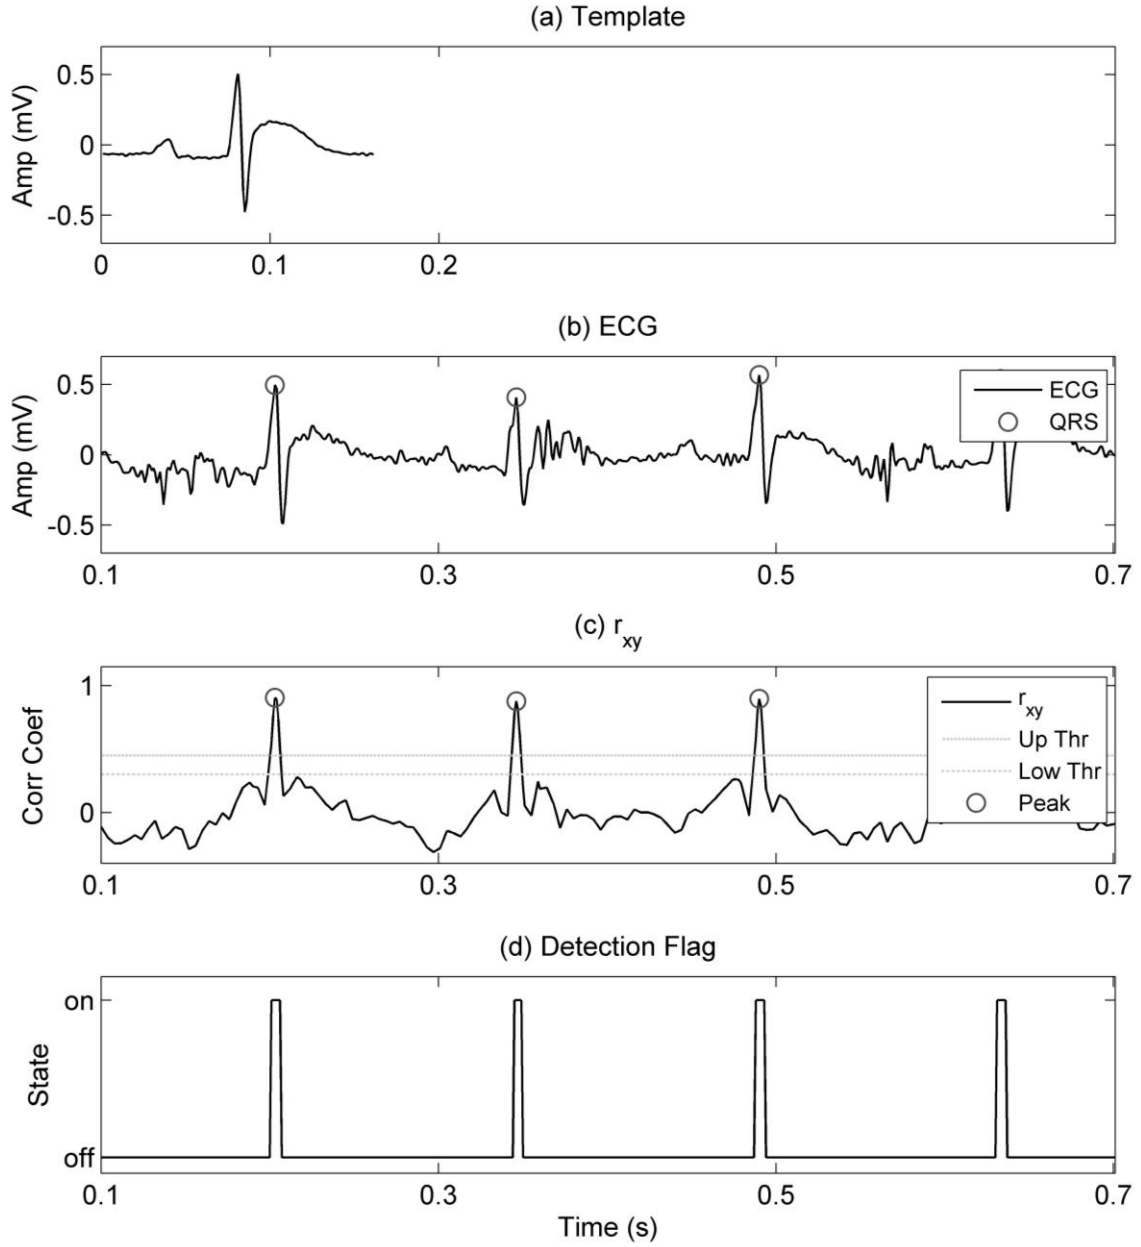 (a) Template
Amp (mV)
0.5
0
-0.5
0 0.1 0.2
(b) ECG
Amp (mV)
0.5
0
-0.5
ECG
QRS
0.1 0.3 0.5 0.7
(c) r_xy
Corr Coef
1
0
r_xy
Up Thr
Low Thr
Peak
0.1 0.3 0.5 0.7
(d) Detection Flag
State
on
off
0.1 0.3 0.5 0.7
Time (s)